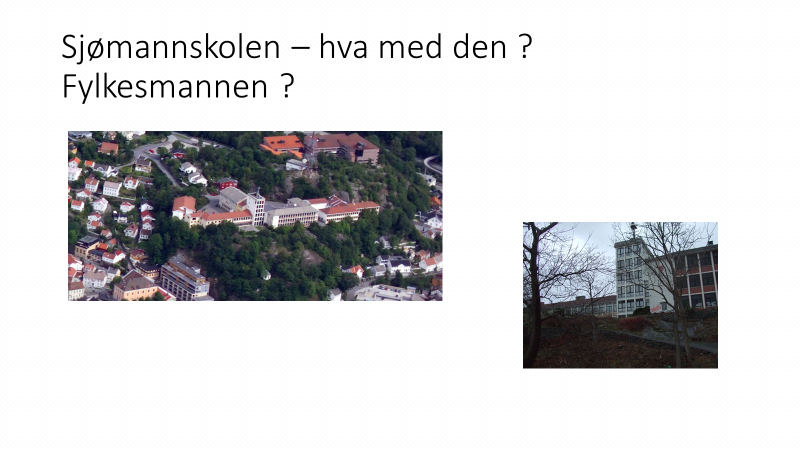 Sjømannskolen – hva med den ?
Fylkesmannen ?